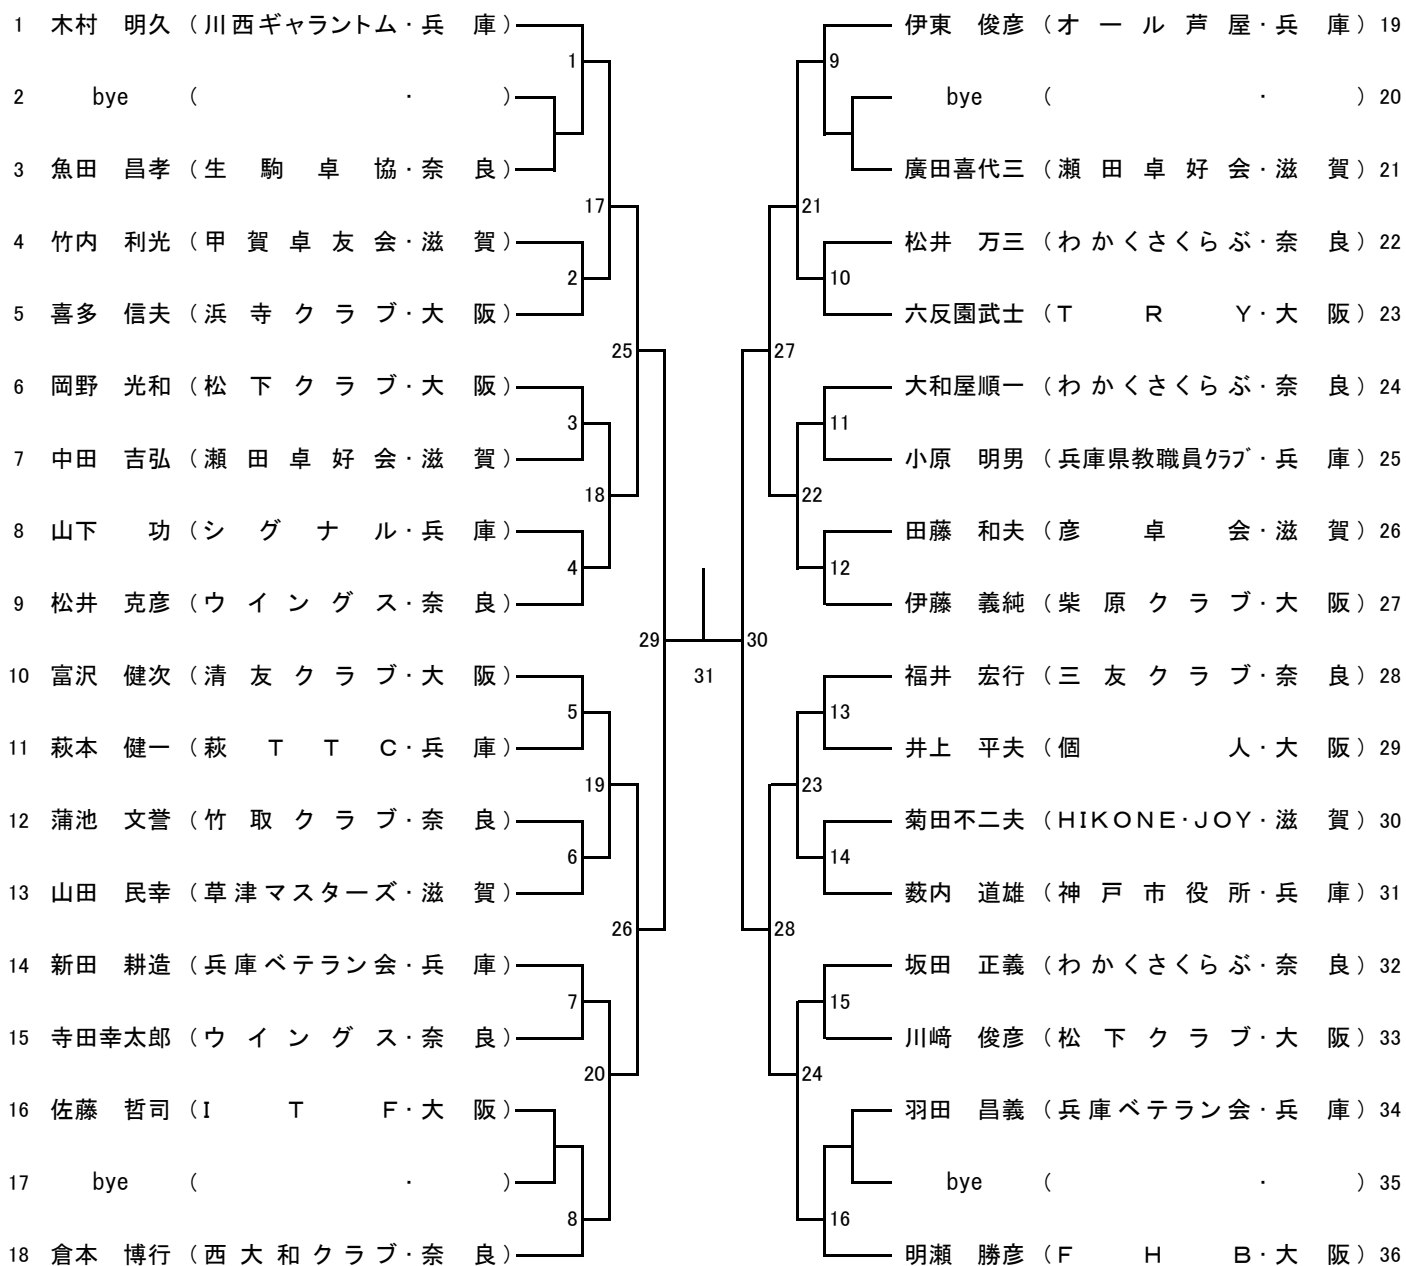 1 木村 明久 (川西ギャラントム・兵 庫)
1
2 bye ( ・ )
3 魚田 昌孝 (生 駒 卓 協・奈 良)
17
4 竹内 利光 (甲 賀 卓 友 会・滋 賀)
2
5 喜多 信夫 (浜 寺 ク ラ ブ・大 阪)
25
6 岡野 光和 (松 下 ク ラ ブ・大 阪)
3
7 中田 吉弘 (瀬 田 卓 好 会・滋 賀)
18
8 山下 功 (シ グ ナ ル・兵 庫)
4
9 松井 克彦 (ウ イ ン グ ス・奈 良)
29
10 富沢 健次 (清 友 ク ラ ブ・大 阪)
5
11 萩本 健一 (萩 T T C・兵 庫)
19
12 蒲池 文誉 (竹 取 ク ラ ブ・奈 良)
6
13 山田 民幸 (草津マスターズ・滋 賀)
26
14 新田 耕造 (兵庫ベテラン会・兵 庫)
7
15 寺田幸太郎 (ウ イ ン グ ス・奈 良)
20
16 佐藤 哲司 (I T F・大 阪)
17 bye ( ・ )
8
18 倉本 博行 (西大和クラブ・奈 良)
31
伊東 俊彦 (オ ー ル 芦 屋・兵 庫) 19
9
bye ( ・ ) 20
廣田喜代三 (瀬 田 卓 好 会・滋 賀) 21
21
松井 万三 (わかくさくらぶ・奈 良) 22
10
六反園武士 (T R Y・大 阪) 23
27
大和屋順一 (わかくさくらぶ・奈 良) 24
11
小原 明男 (兵庫県教職員ｸﾗﾌﾞ・兵 庫) 25
22
田藤 和夫 (彦 卓 会・滋 賀) 26
12
伊藤 義純 (柴 原 ク ラ ブ・大 阪) 27
30
福井 宏行 (三 友 ク ラ ブ・奈 良) 28
13
井上 平夫 (個 人・大 阪) 29
23
菊田不二夫 (HIKONE・JOY・滋 賀) 30
14
薮内 道雄 (神 戸 市 役 所・兵 庫) 31
28
坂田 正義 (わかくさくらぶ・奈 良) 32
15
川﨑 俊彦 (松 下 ク ラ ブ・大 阪) 33
24
羽田 昌義 (兵庫ベテラン会・兵 庫) 34
bye ( ・ ) 35
16
明瀬 勝彦 (F H B・大 阪) 36